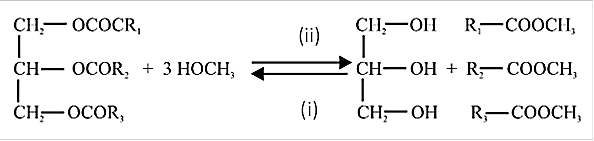 CH₂ — OCOCR₁ (ii) CH₂ — OH R₁ — COOCH₃
CH — OCOR₂ + 3 HOCH₃ CH — OH + R₂ — COOCH₃
CH₂ — OCOR₃ (i) CH₂ — OH R₃ — COOCH₃